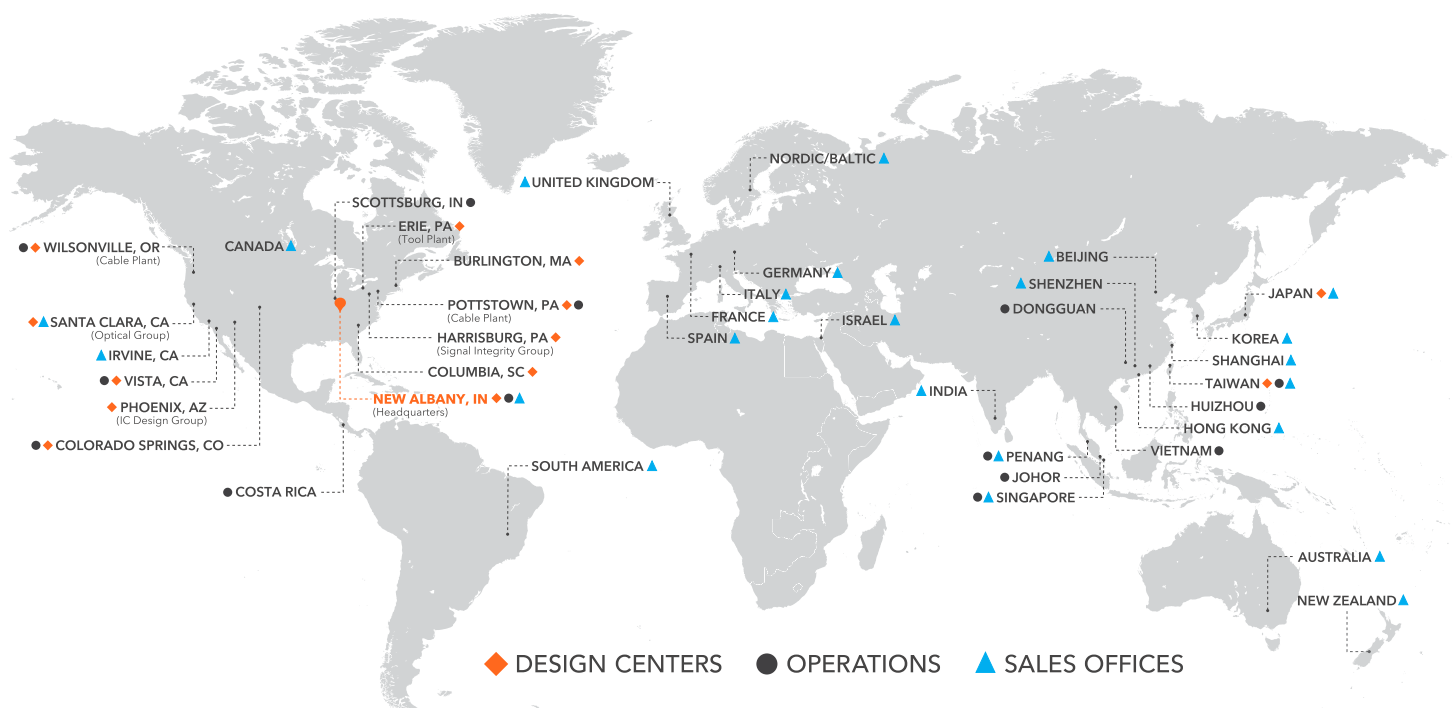 NORDIC/BALTIC
UNITED KINGDOM
SCOTTSBURG, IN
ERIE, PA
(Tool Plant)
WILSONVILLE, OR
(Cable Plant)
CANADA
BURLINGTON, MA
BEIJING
GERMANY
SHENZHEN
ITALY
JAPAN
POTTSTOWN, PA
(Cable Plant)
DONGGUAN
FRANCE
ISRAEL
SANTA CLARA, CA
(Optical Group)
HARRISBURG, PA
(Signal Integrity Group)
SPAIN
KOREA
IRVINE, CA
SHANGHAI
COLUMBIA, SC
VISTA, CA
TAIWAN
INDIA
NEW ALBANY, IN
(Headquarters)
PHOENIX, AZ
(IC Design Group)
HUIZHOU
HONG KONG
COLORADO SPRINGS, CO
VIETNAM
PENANG
SOUTH AMERICA
JOHOR
COSTA RICA
SINGAPORE
AUSTRALIA
NEW ZEALAND
DESIGN CENTERS
OPERATIONS
SALES OFFICES